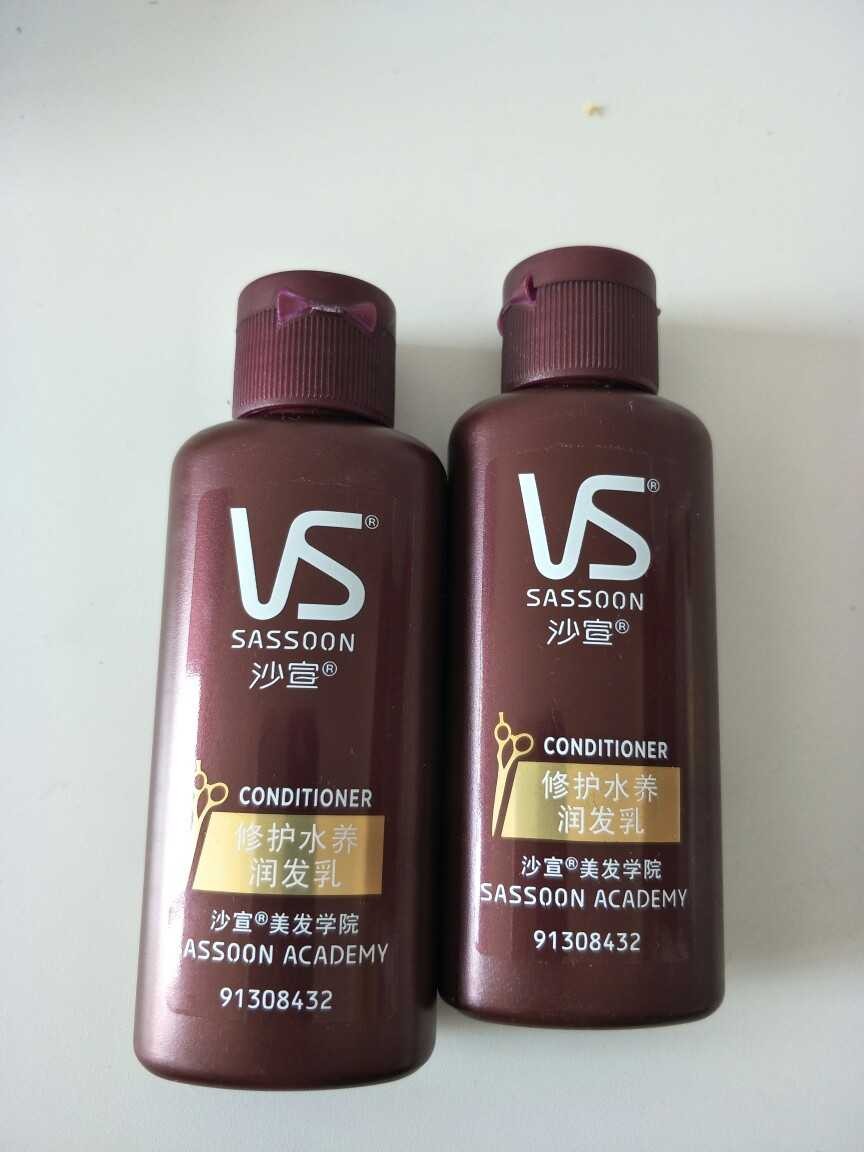 VS®
SASSOON
沙宣®
CONDITIONER
修护水养
润发乳
沙宣®美发学院
ASSOON ACADEMY
91308432
VS®
SASSOON
沙宣®
CONDITIONER
修护水养
润发乳
沙宣®美发学院
SASSOON ACADEMY
91308432